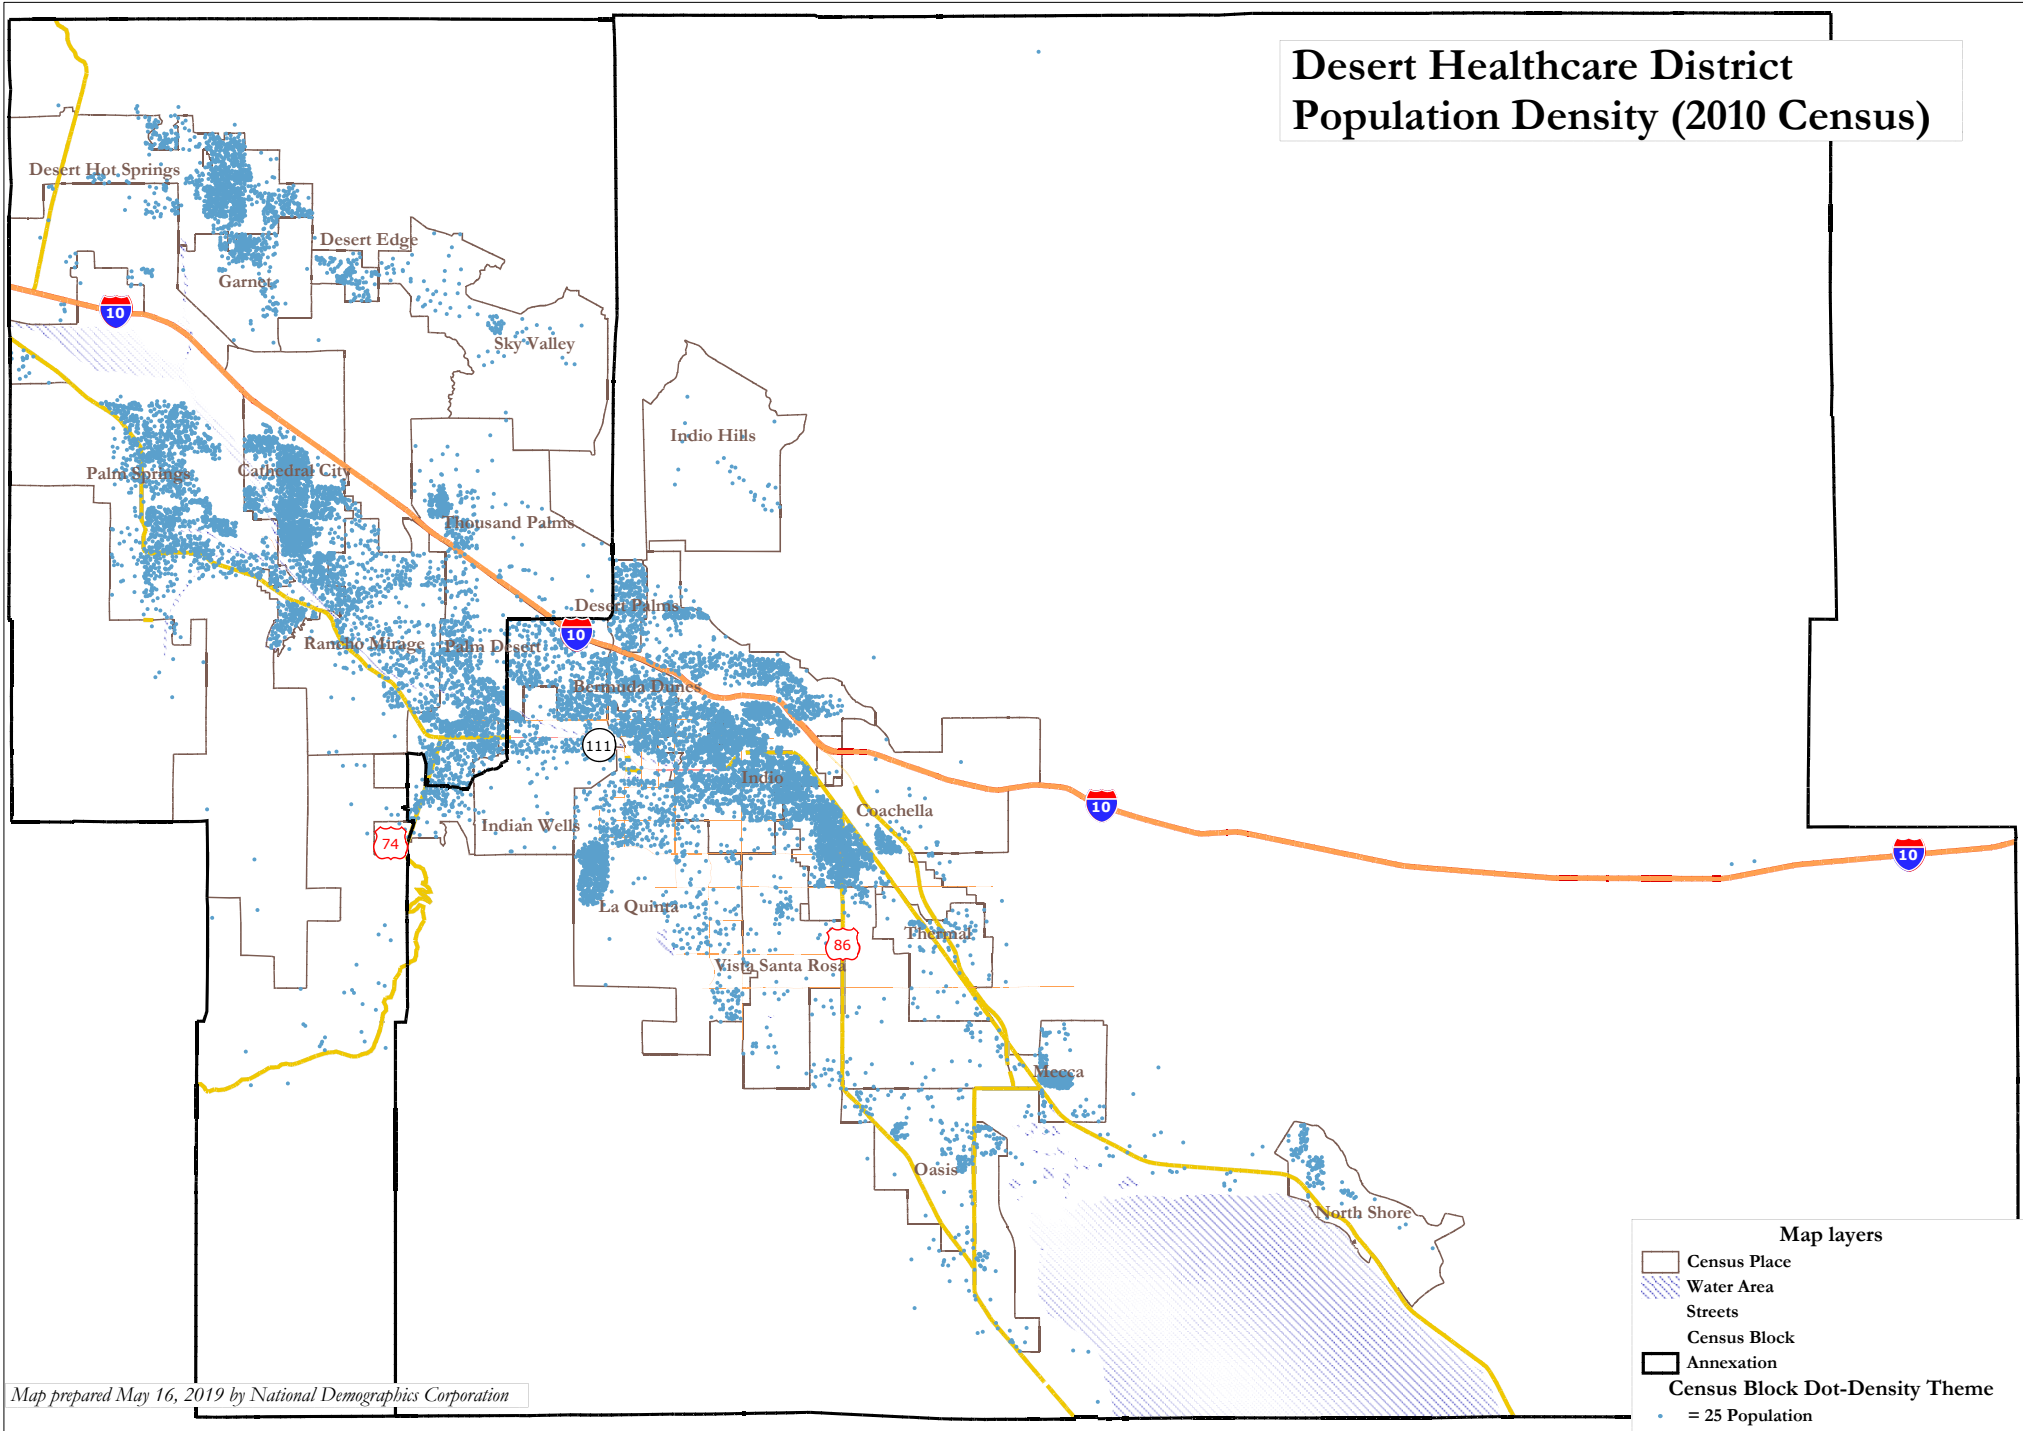 Desert Healthcare District
Population Density (2010 Census)
Desert Hot Springs
Desert Edge
Garnet
10
Sky Valley
Indio Hills
Palm Springs
Cathedral City
Thousand Palms
Desert Palms
10
Rancho Mirage
Palm Desert
Bermuda Dunes
111
Indio
10
Coachella
Indian Wells
74
10
La Quinta
Thermal
86
Vista Santa Rosa
Mecca
Oasis
North Shore
Map layers
Census Place
Water Area
Streets
Census Block
Annexation
Census Block Dot-Density Theme
= 25 Population
Map prepared May 16, 2019 by National Demographics Corporation